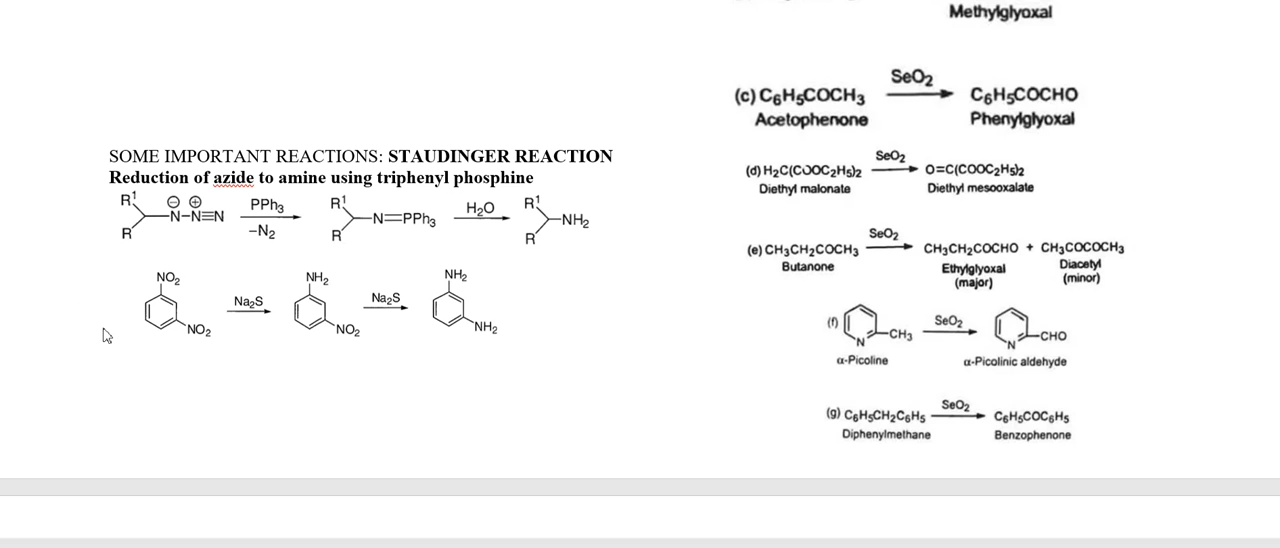 SOME IMPORTANT REACTIONS: STAUDINGER REACTION
Reduction of azide to amine using triphenyl phosphine
R¹ R ⊖ ⊕ N-N≡N PPh₃ -N₂ R¹ R N=PPh₃ H₂O R¹ R NH₂
NO₂ NO₂ Na₂S NH₂ NO₂ Na₂S NH₂ NH₂
Methylglyoxal
(c) C₆H₅COCH₃ SeO₂ C₆H₅COCHO
Acetophenone Phenylglyoxal
(d) H₂C(COOC₂H₅)₂ SeO₂ O=C(COOC₂H₅)₂
Diethyl malonate Diethyl mesooxalate
(e) CH₃CH₂COCH₃ SeO₂ CH₃CH₂COCHO + CH₃COCOCH₃
Butanone Ethylglyoxal Diacetyl
(major) (minor)
(f) N CH₃ SeO₂ N CHO
α-Picoline α-Picolinic aldehyde
(g) C₆H₅CH₂C₆H₅ SeO₂ C₆H₅COC₆H₅
Diphenylmethane Benzophenone